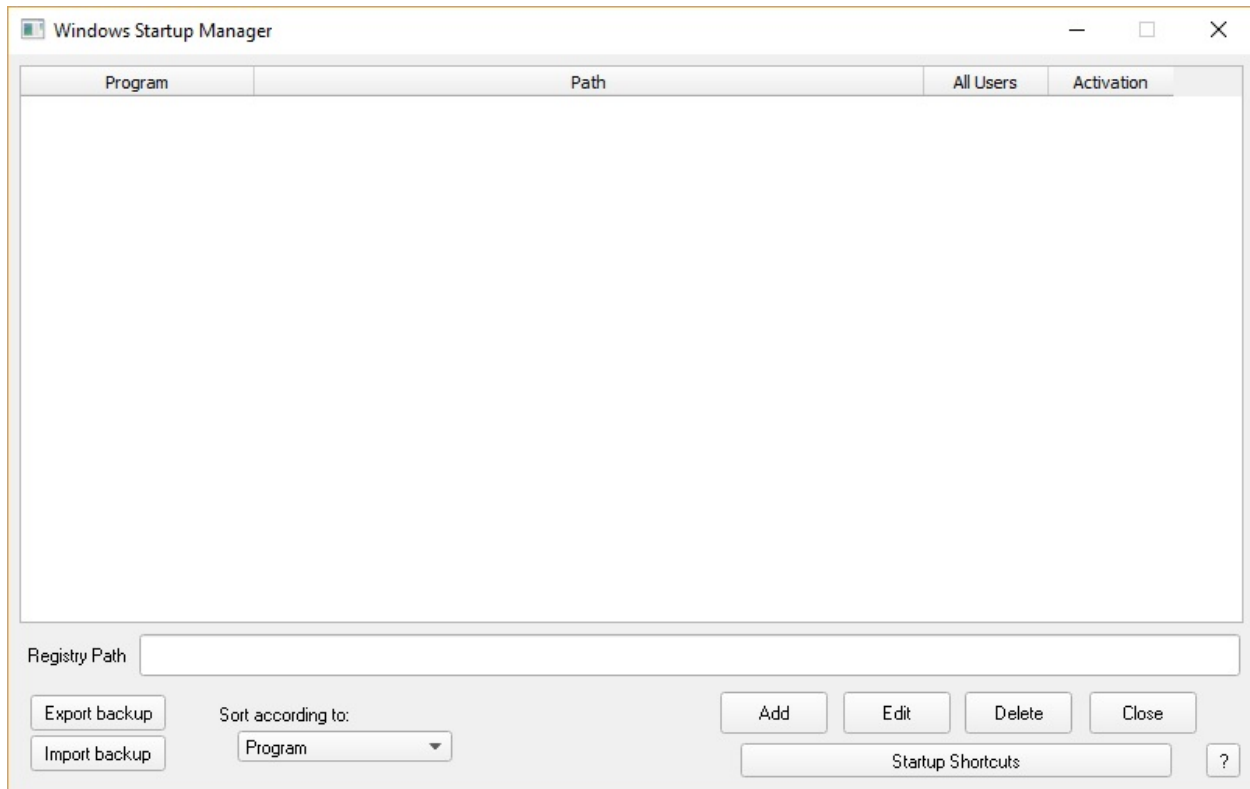 Windows Startup Manager
Program Path All Users Activation
Registry Path
Export backup
Sort according to:
Add Edit Delete Close
Import backup
Program
Startup Shortcuts ?